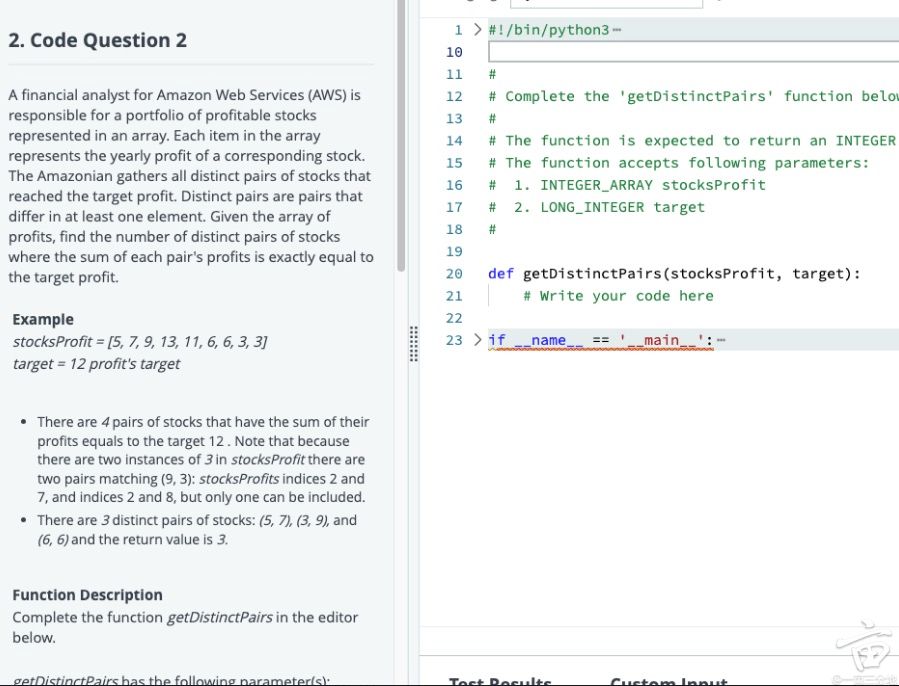 2. Code Question 2
A financial analyst for Amazon Web Services (AWS) is
responsible for a portfolio of profitable stocks
represented in an array. Each item in the array
represents the yearly profit of a corresponding stock.
The Amazonian gathers all distinct pairs of stocks that
reached the target profit. Distinct pairs are pairs that
differ in at least one element. Given the array of
profits, find the number of distinct pairs of stocks
where the sum of each pair's profits is exactly equal to
the target profit.
Example
stocksProfit = [5, 7, 9, 13, 11, 6, 6, 3, 3]
target = 12 profit's target
• There are 4 pairs of stocks that have the sum of their
profits equals to the target 12 . Note that because
there are two instances of 3 in stocksProfit there are
two pairs matching (9, 3): stocksProfits indices 2 and
7, and indices 2 and 8, but only one can be included.
• There are 3 distinct pairs of stocks: (5, 7), (3, 9), and
(6, 6) and the return value is 3.
Function Description
Complete the function getDistinctPairs in the editor
below.
getDistinctPairs has the following parameter(s):
1 #!/bin/python3
10
11 #
12 # Complete the 'getDistinctPairs' function below
13 #
14 # The function is expected to return an INTEGER
15 # The function accepts following parameters:
16 #  1. INTEGER_ARRAY stocksProfit
17 #  2. LONG_INTEGER target
18 #
19
20 def getDistinctPairs(stocksProfit, target):
21     # Write your code here
22
23 if __name__ == '__main__':
Test Results Custom Input